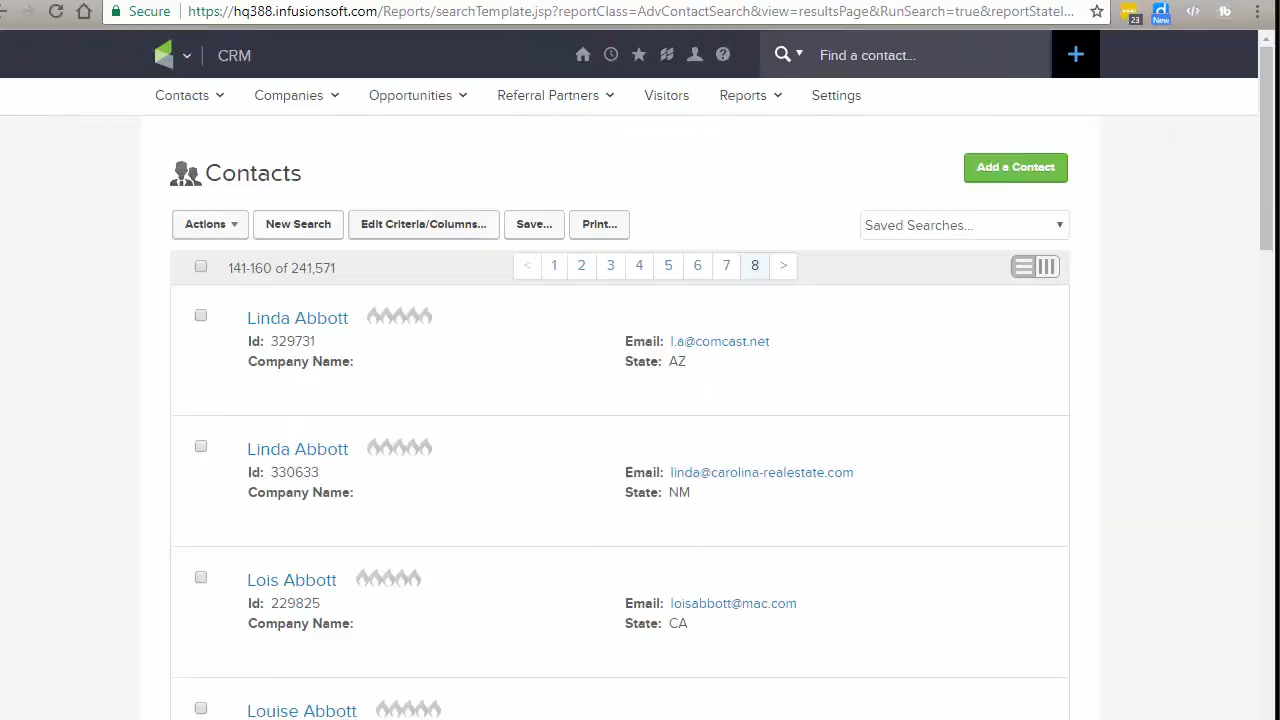 Secure https://hq388.infusionsoft.com/Reports/searchTemplate.jsp?reportClass=AdvContactSearch&view=resultsPage&RunSearch=true&reportStateI...
23
New
CRM
Find a contact...
Contacts Companies Opportunities Referral Partners Visitors Reports Settings
Contacts
Add a Contact
Actions New Search Edit Criteria/Columns... Save... Print... Saved Searches...
141-160 of 241,571 < 1 2 3 4 5 6 7 8 >
Linda Abbott
Id: 329731 Email: l.a@comcast.net
Company Name: State: AZ
Linda Abbott
Id: 330633 Email: linda@carolina-realestate.com
Company Name: State: NM
Lois Abbott
Id: 229825 Email: loisabbott@mac.com
Company Name: State: CA
Louise Abbott